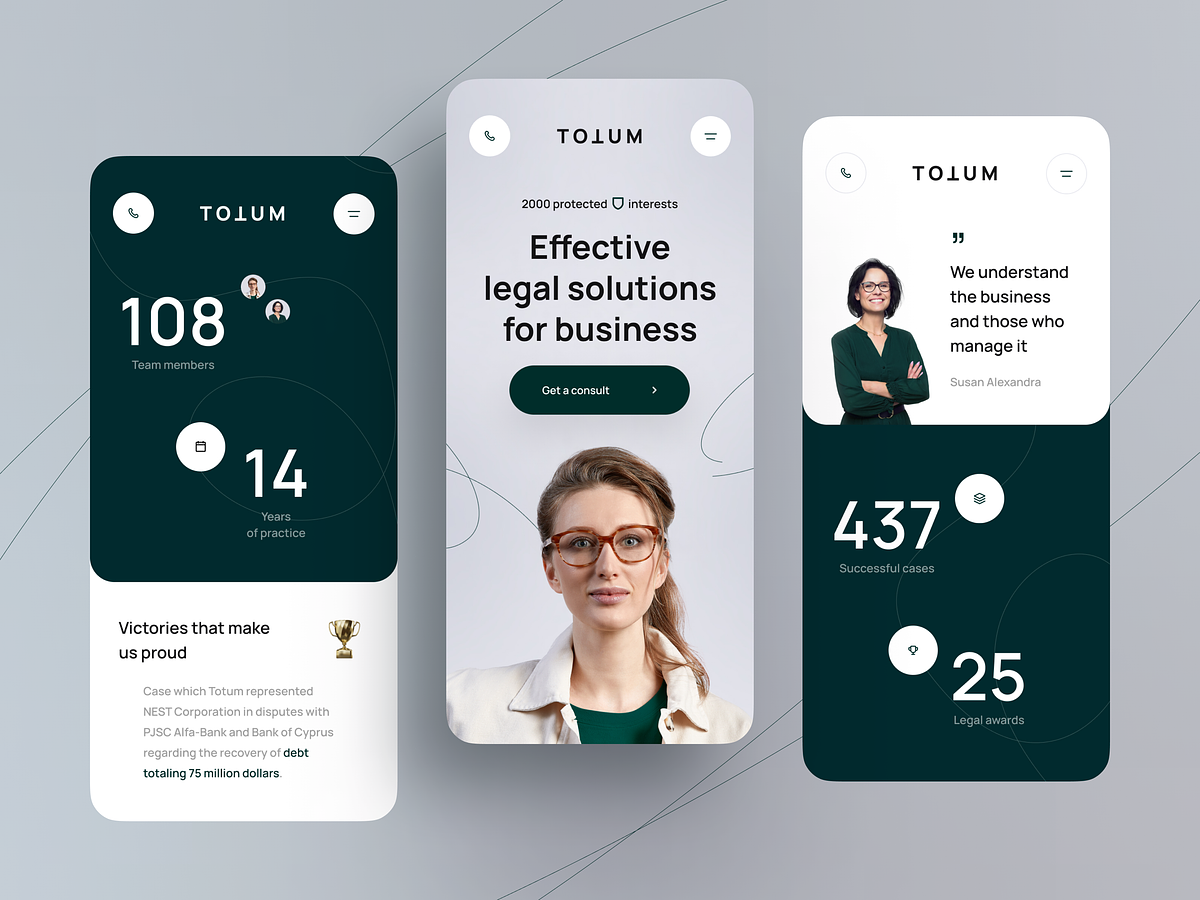 TOTUM
108
Team members
14
Years
of practice
Victories that make
us proud
Case which Totum represented
NEST Corporation in disputes with
PJSC Alfa-Bank and Bank of Cyprus
regarding the recovery of debt
totaling 75 million dollars.
TOTUM
2000 protected interests
Effective
legal solutions
for business
Get a consult
TOTUM
”
We understand
the business
and those who
manage it
Susan Alexandra
437
Successful cases
25
Legal awards